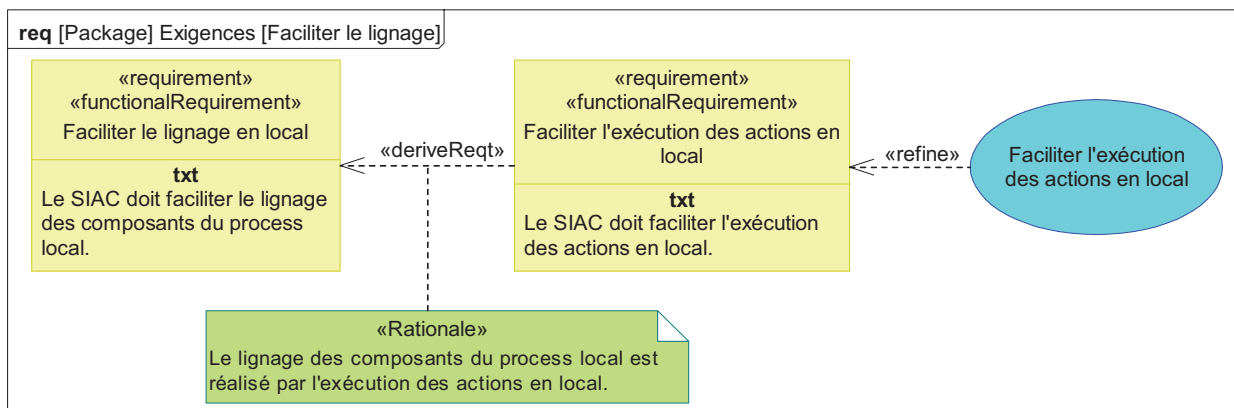 req [Package] Exigences [Faciliter le lignage]
«requirement»
«functionalRequirement»
Faciliter le lignage en local
txt
Le SIAC doit faciliter le lignage
des composants du process
local.
«deriveReqt»
«requirement»
«functionalRequirement»
Faciliter l'exécution des actions en
local
txt
Le SIAC doit faciliter l'exécution
des actions en local.
«refine»
Faciliter l'exécution
des actions en local
«Rationale»
Le lignage des composants du process local est
réalisé par l'exécution des actions en local.